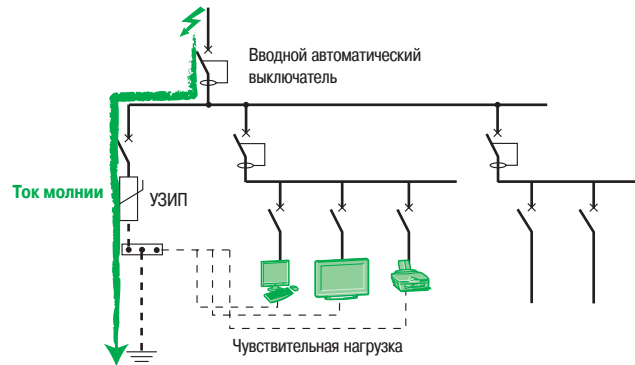 Вводной автоматический
выключатель
Ток молнии
УЗИП
Чувствительная нагрузка